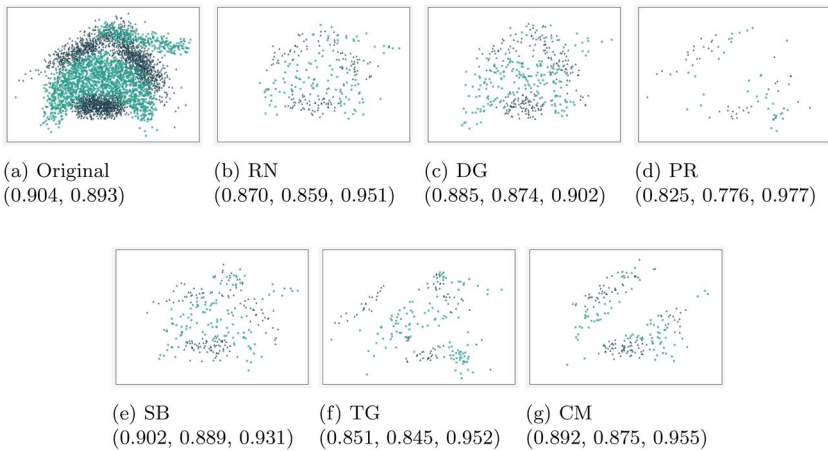 (a) Original
(0.904, 0.893)
(b) RN
(0.870, 0.859, 0.951)
(c) DG
(0.885, 0.874, 0.902)
(d) PR
(0.825, 0.776, 0.977)
(e) SB
(0.902, 0.889, 0.931)
(f) TG
(0.851, 0.845, 0.952)
(g) CM
(0.892, 0.875, 0.955)